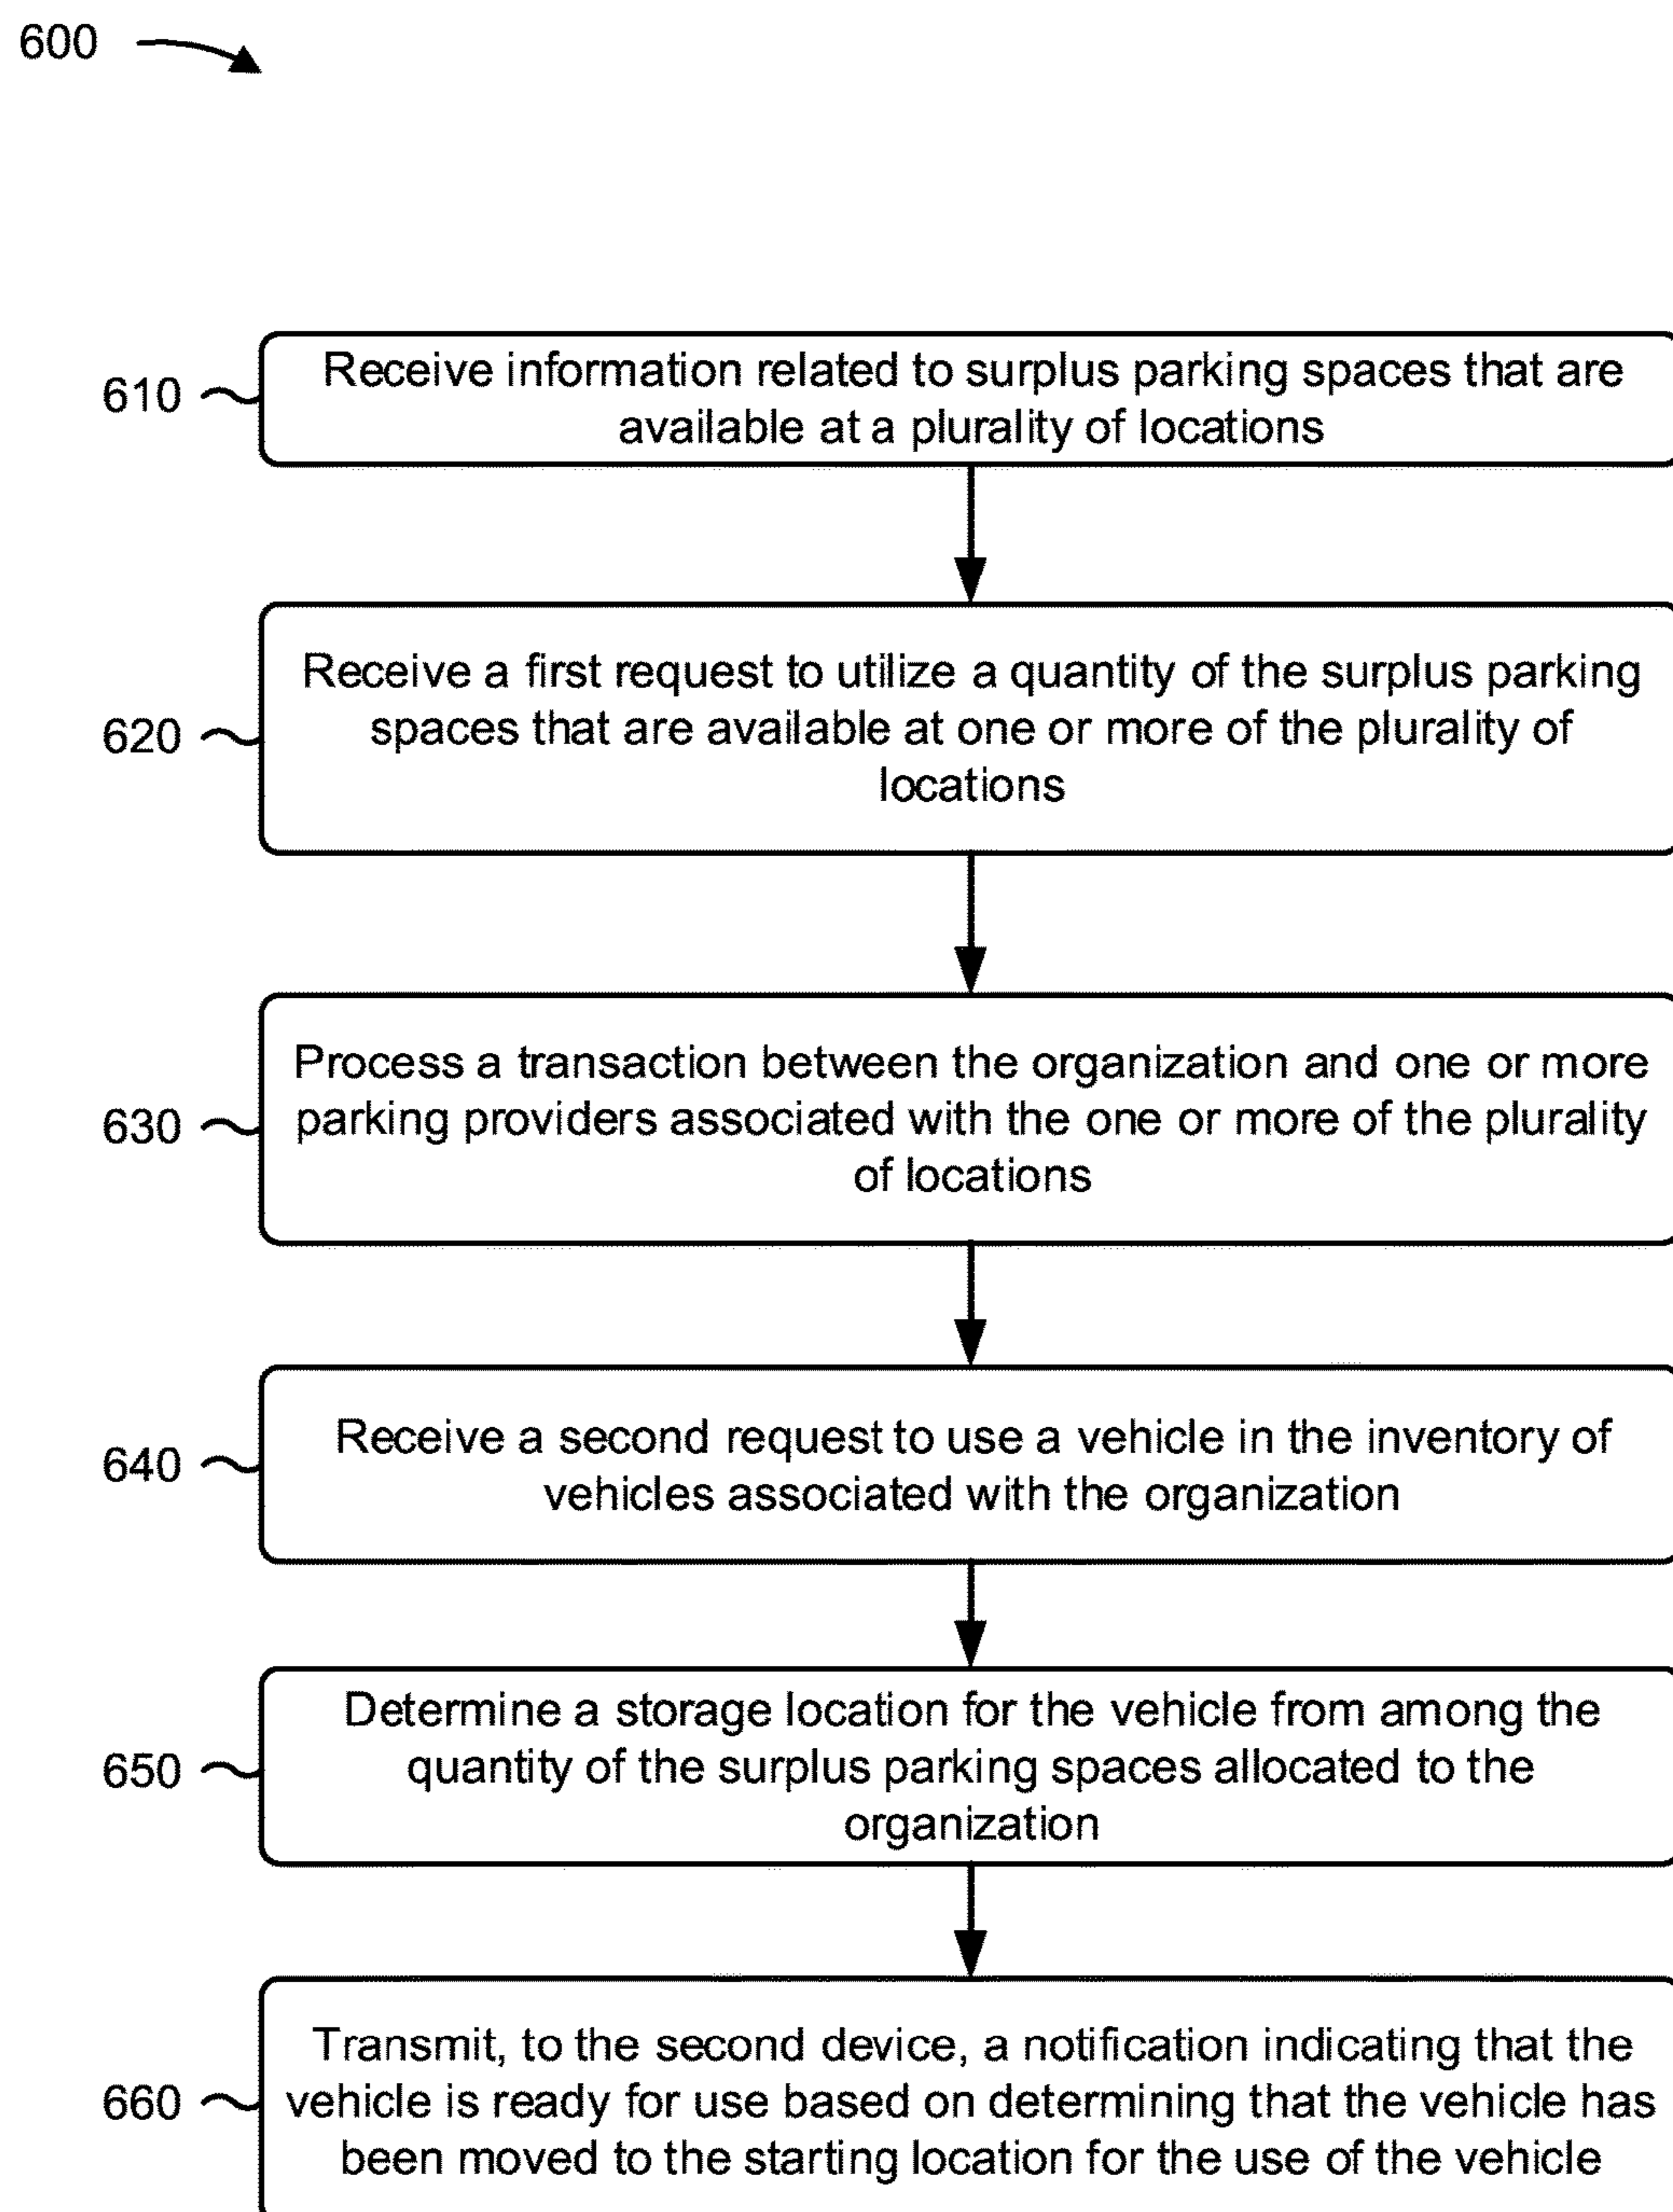 600
610
Receive information related to surplus parking spaces that are
available at a plurality of locations
620
Receive a first request to utilize a quantity of the surplus parking
spaces that are available at one or more of the plurality of
locations
630
Process a transaction between the organization and one or more
parking providers associated with the one or more of the plurality
of locations
640
Receive a second request to use a vehicle in the inventory of
vehicles associated with the organization
650
Determine a storage location for the vehicle from among the
quantity of the surplus parking spaces allocated to the
organization
660
Transmit, to the second device, a notification indicating that the
vehicle is ready for use based on determining that the vehicle has
been moved to the starting location for the use of the vehicle